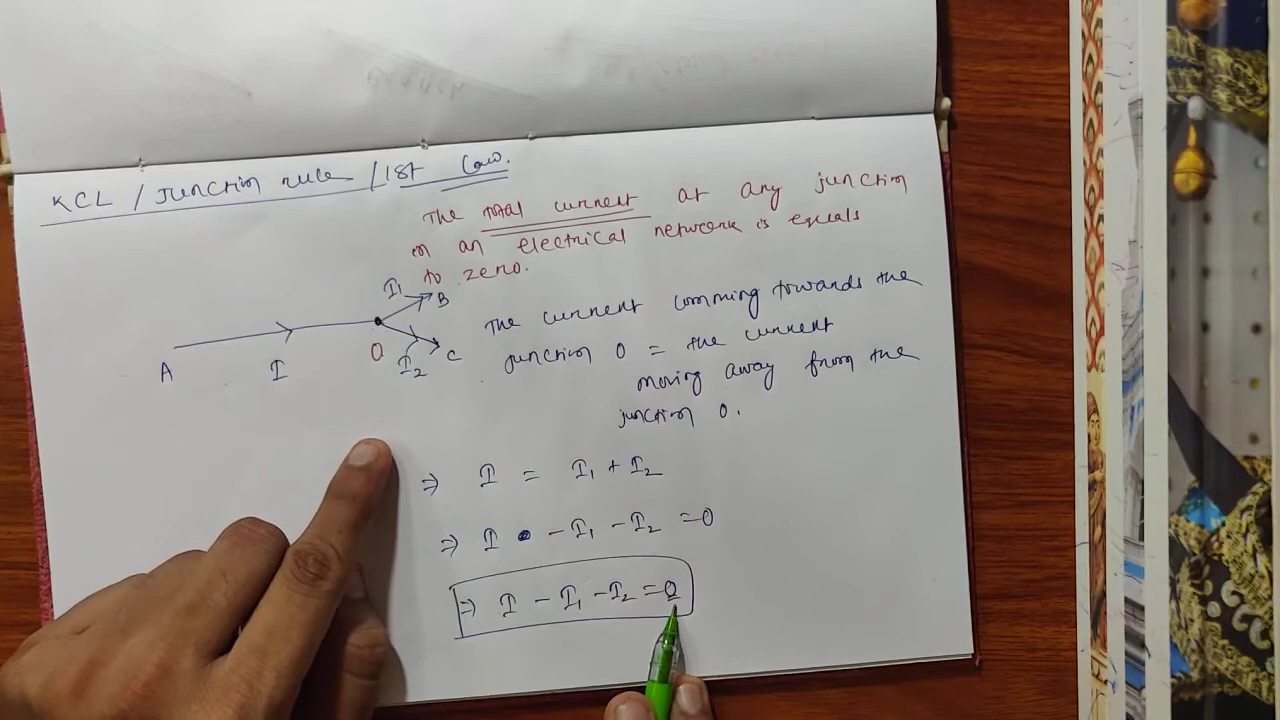 KCL / Junction rule / 1st Law.
The total current at any junction
in an electrical network is equals
to zero.
I1
B
A
I
O
I2
C
The current comming towards the
junction O = the current
moving away from the
junction O.
⇒ I = I1 + I2
⇒ I - I1 - I2 = 0
⇒ I - I1 - I2 = 0